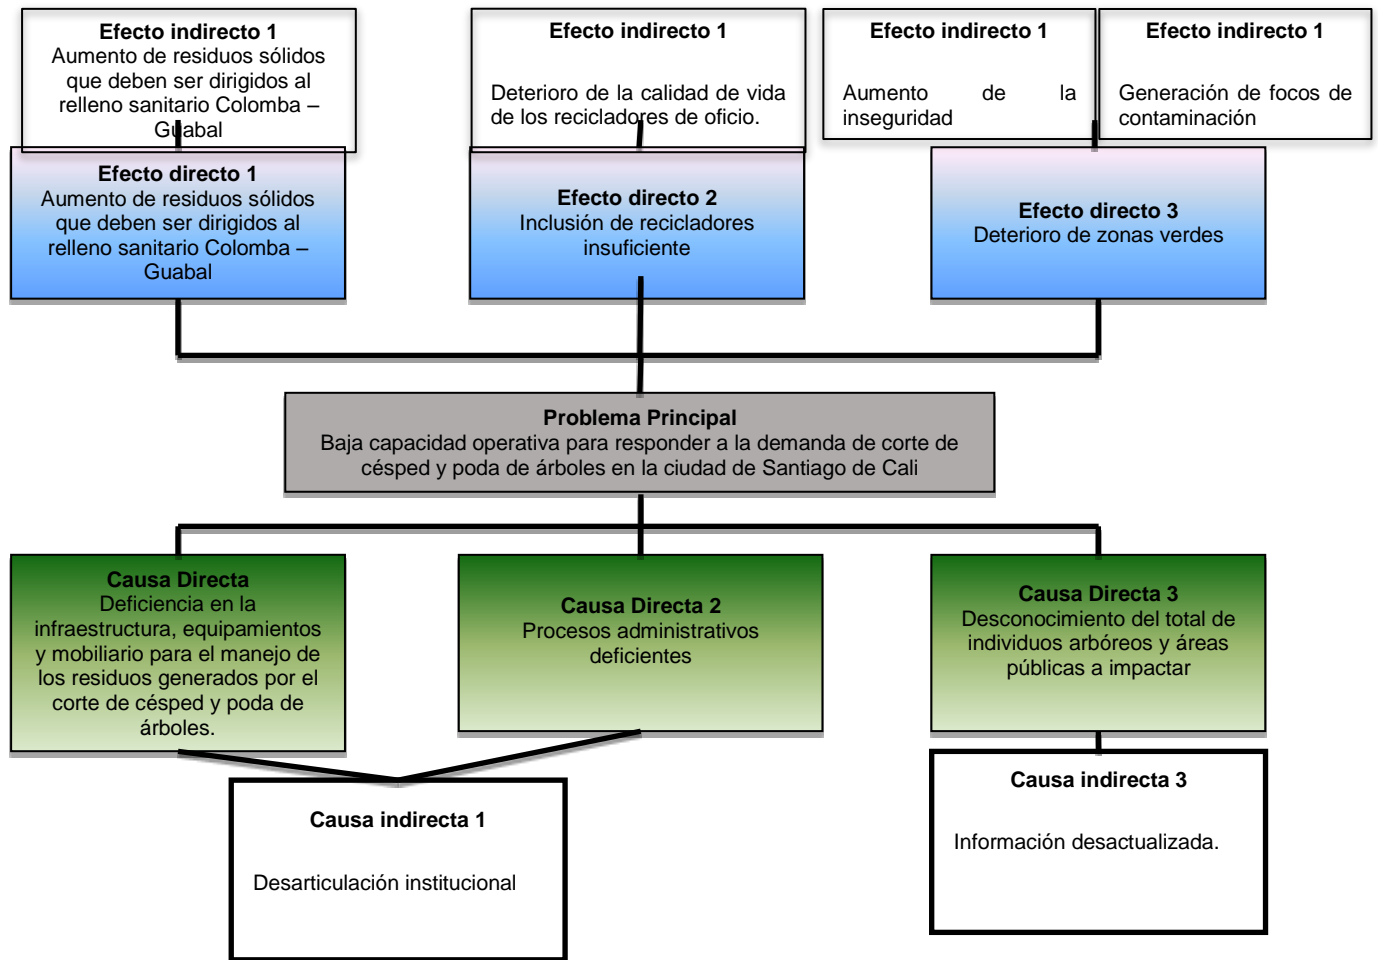 Efecto indirecto 1
Aumento de residuos sólidos
que deben ser dirigidos al
relleno sanitario Colomba –
Guabal
Efecto indirecto 1
Deterioro de la calidad de vida
de los recicladores de oficio.
Efecto indirecto 1
Aumento de la
inseguridad
Efecto indirecto 1
Generación de focos de
contaminación
Efecto directo 1
Aumento de residuos sólidos
que deben ser dirigidos al
relleno sanitario Colomba –
Guabal
Efecto directo 2
Inclusión de recicladores
insuficiente
Efecto directo 3
Deterioro de zonas verdes
Problema Principal
Baja capacidad operativa para responder a la demanda de corte de
césped y poda de árboles en la ciudad de Santiago de Cali
Causa Directa
Deficiencia en la
infraestructura, equipamientos
y mobiliario para el manejo de
los residuos generados por el
corte de césped y poda de
árboles.
Causa Directa 2
Procesos administrativos
deficientes
Causa Directa 3
Desconocimiento del total de
individuos arbóreos y áreas
públicas a impactar
Causa indirecta 1
Desarticulación institucional
Causa indirecta 3
Información desactualizada.